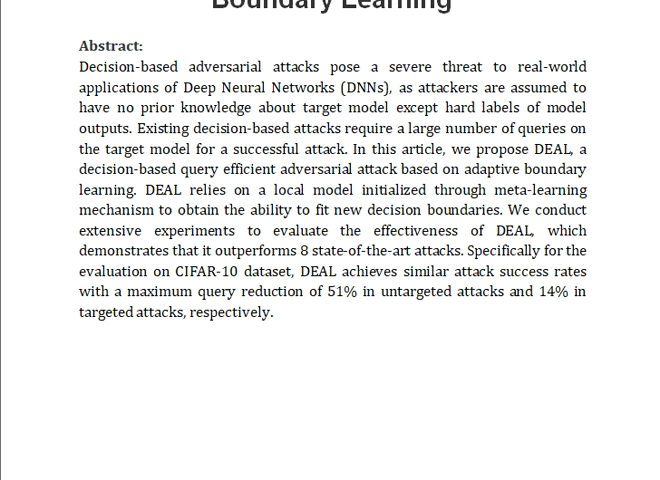 Boundary Learning
Abstract:
Decision-based adversarial attacks pose a severe threat to real-world
applications of Deep Neural Networks (DNNs), as attackers are assumed to
have no prior knowledge about target model except hard labels of model
outputs. Existing decision-based attacks require a large number of queries on
the target model for a successful attack. In this article, we propose DEAL, a
decision-based query efficient adversarial attack based on adaptive boundary
learning. DEAL relies on a local model initialized through meta-learning
mechanism to obtain the ability to fit new decision boundaries. We conduct
extensive experiments to evaluate the effectiveness of DEAL, which
demonstrates that it outperforms 8 state-of-the-art attacks. Specifically for the
evaluation on CIFAR-10 dataset, DEAL achieves similar attack success rates
with a maximum query reduction of 51% in untargeted attacks and 14% in
targeted attacks, respectively.